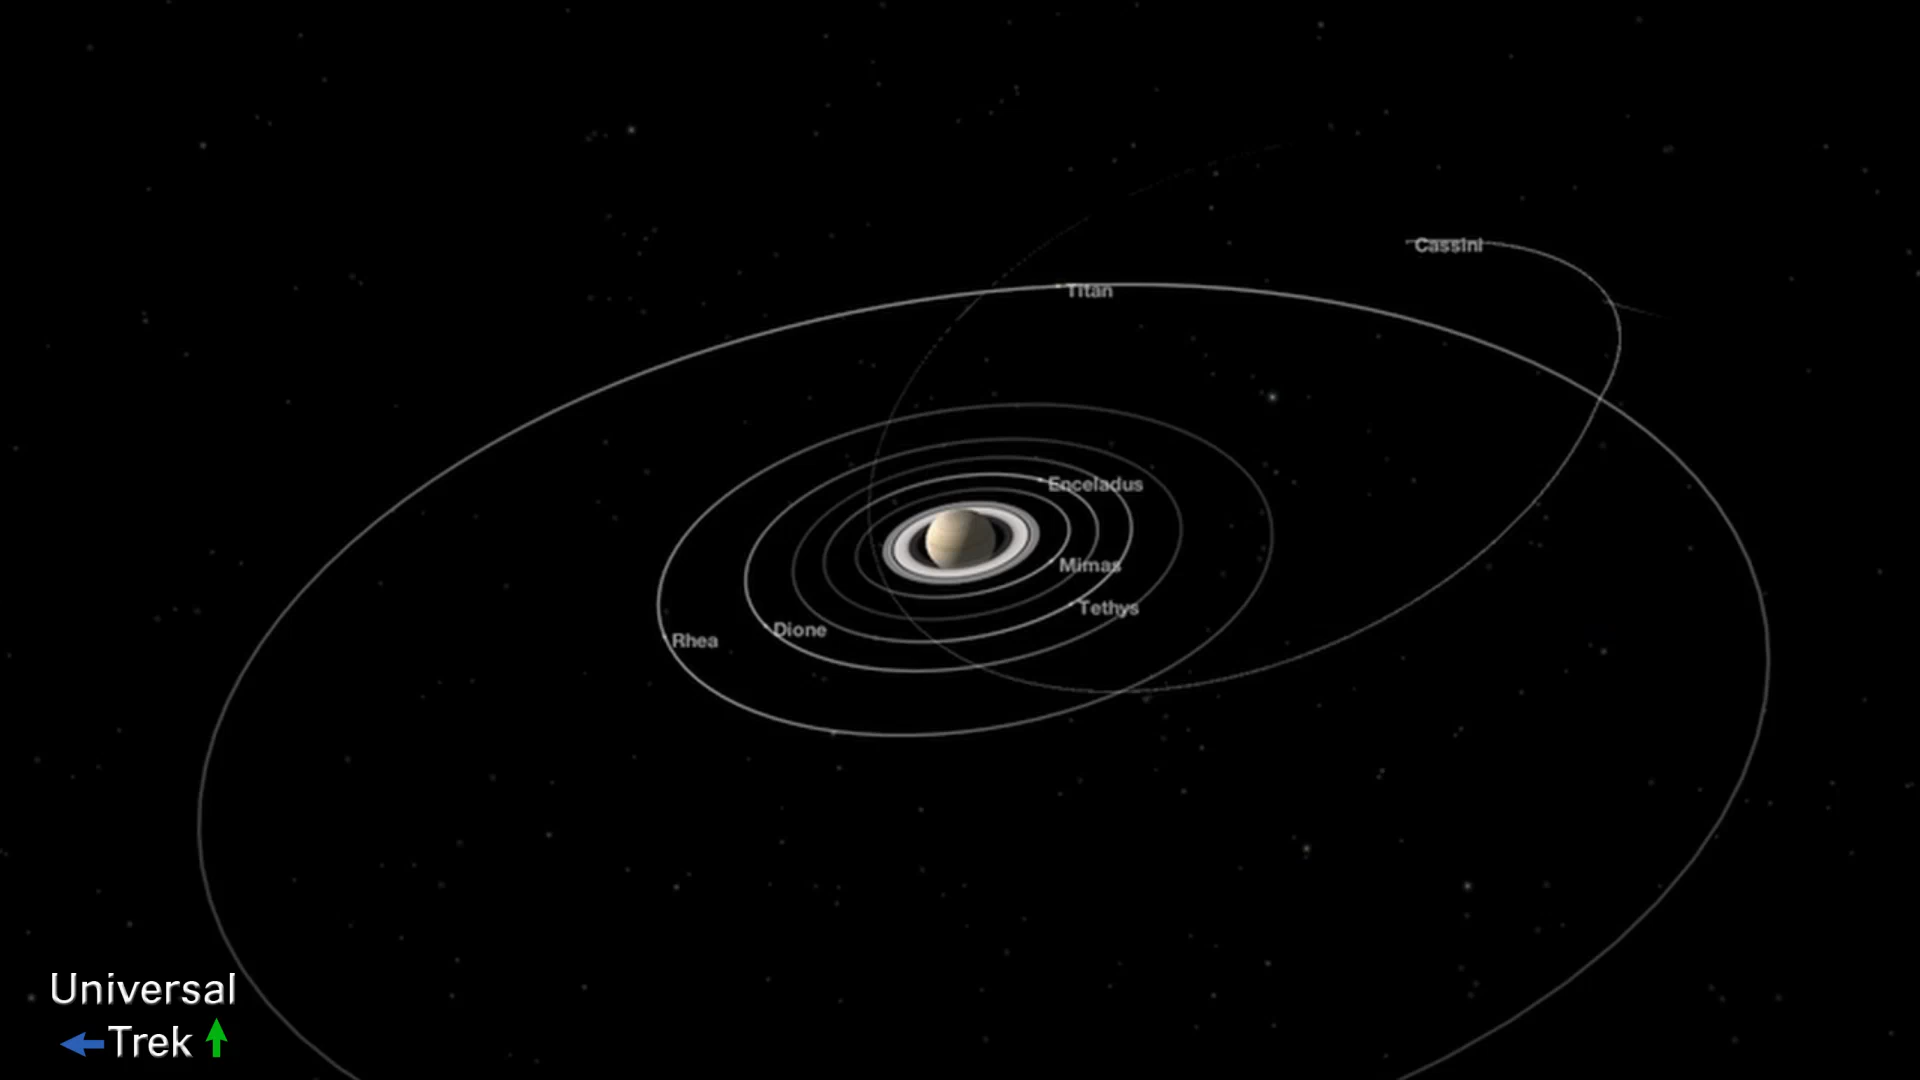 Cassini
Titan
Enceladus
Mimas
Tethys
Dione
Rhea
Universal
Trek